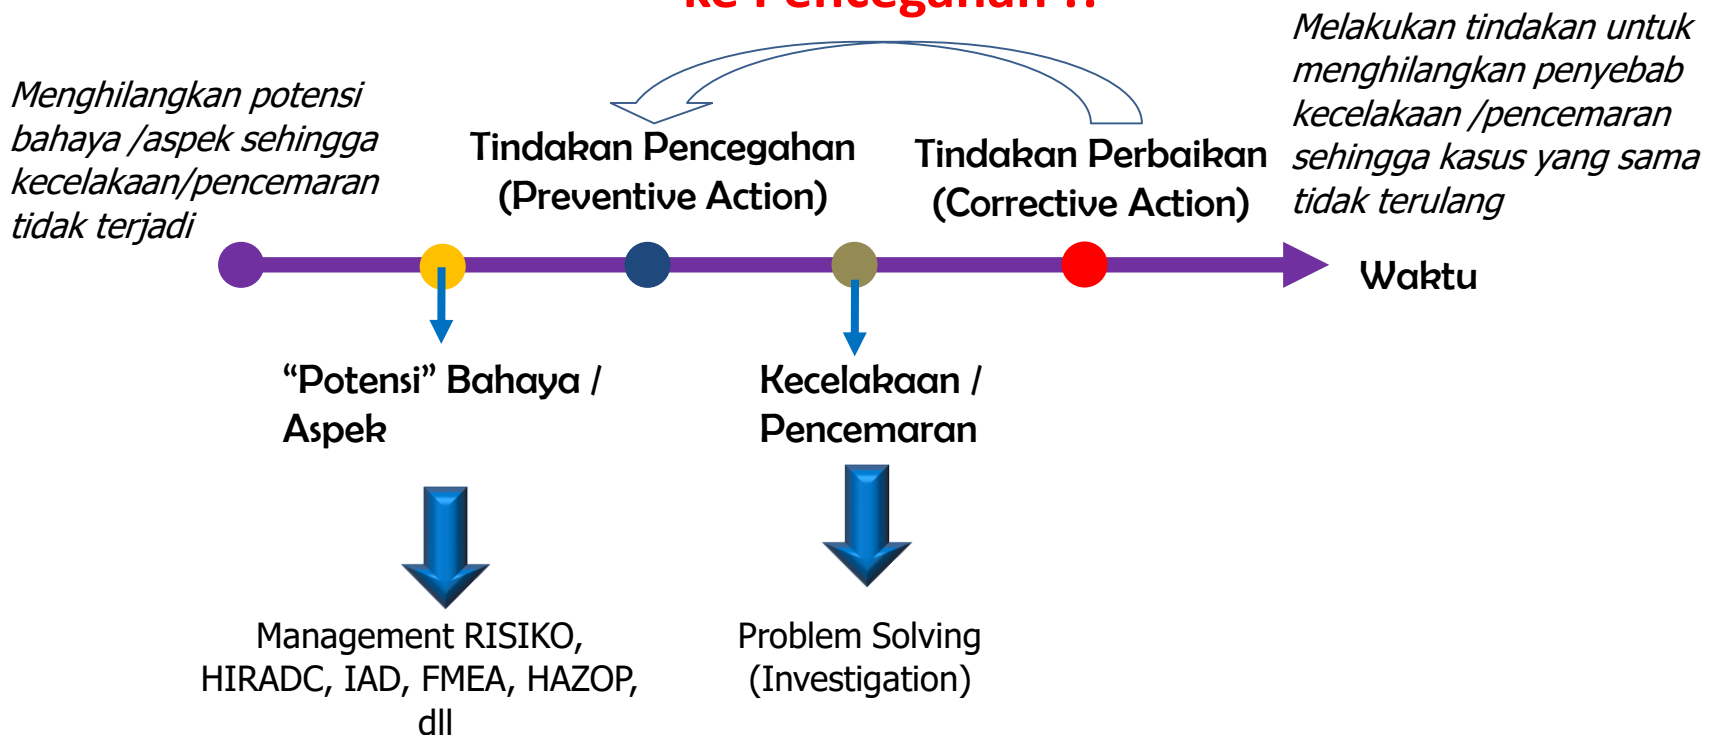 ke Pencegahan !!
Melakukan tindakan untuk
menghilangkan penyebab
kecelakaan /pencemaran
sehingga kasus yang sama
tidak terulang
Menghilangkan potensi
bahaya /aspek sehingga
kecelakaan/pencemaran
tidak terjadi
Tindakan Pencegahan
(Preventive Action)
Tindakan Perbaikan
(Corrective Action)
Waktu
“Potensi” Bahaya /
Aspek
Kecelakaan /
Pencemaran
Management RISIKO,
HIRADC, IAD, FMEA, HAZOP,
dll
Problem Solving
(Investigation)